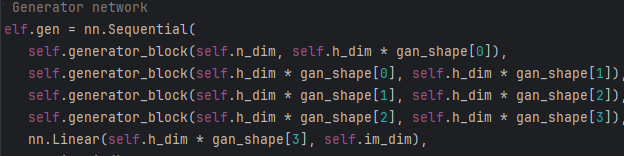 Generator network
elf.gen = nn.Sequential(
self.generator_block(self.n_dim, self.h_dim * gan_shape[0]),
self.generator_block(self.h_dim * gan_shape[0], self.h_dim * gan_shape[1]),
self.generator_block(self.h_dim * gan_shape[1], self.h_dim * gan_shape[2]),
self.generator_block(self.h_dim * gan_shape[2], self.h_dim * gan_shape[3]),
nn.Linear(self.h_dim * gan_shape[3], self.im_dim),